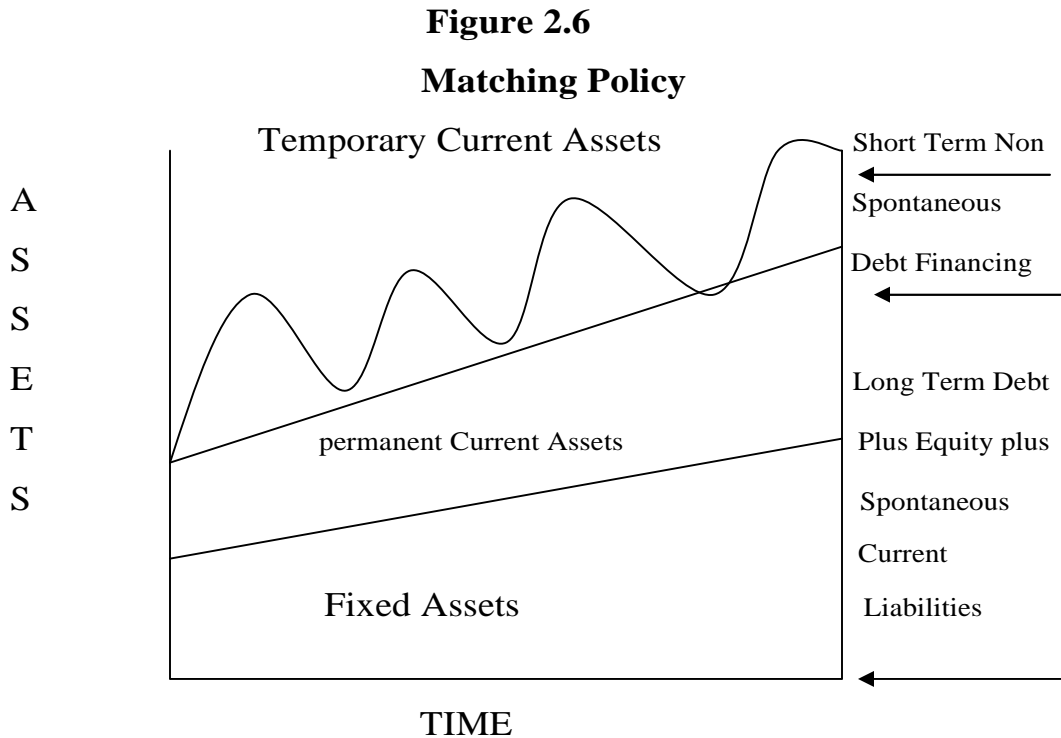 Figure 2.6
Matching Policy
Temporary Current Assets
Short Term Non
Spontaneous
Debt Financing
A
S
S
E
T
S
Long Term Debt
permanent Current Assets
Plus Equity plus
Spontaneous
Current
Fixed Assets
Liabilities
TIME